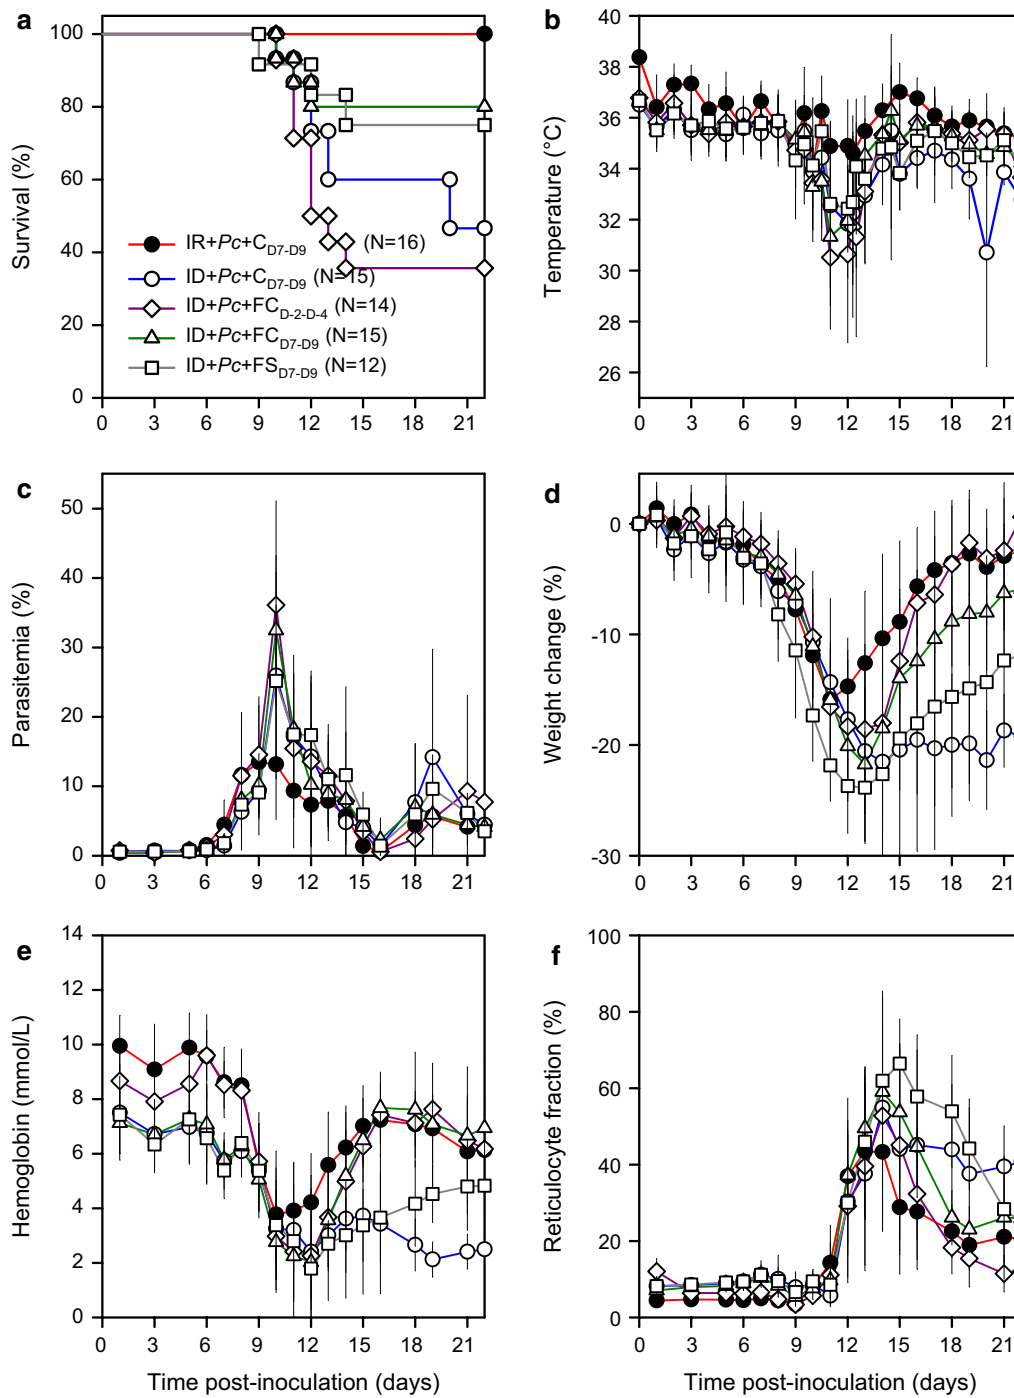 a
Survival (%)
100
80
60
40
20
0
IR+Pc+C_D7-D9 (N=16)
ID+Pc+C_D7-D9 (N=15)
ID+Pc+FC_D-2-D-4 (N=14)
ID+Pc+FC_D7-D9 (N=15)
ID+Pc+FS_D7-D9 (N=12)
0 3 6 9 12 15 18 21
b
Temperature (°C)
40
38
36
34
32
30
28
26
0 3 6 9 12 15 18 21
c
Parasitemia (%)
50
40
30
20
10
0
0 3 6 9 12 15 18 21
d
Weight change (%)
0
-10
-20
-30
0 3 6 9 12 15 18 21
e
Hemoglobin (mmol/L)
14
12
10
8
6
4
2
0
0 3 6 9 12 15 18 21
Time post-inoculation (days)
f
Reticulocyte fraction (%)
100
80
60
40
20
0
0 3 6 9 12 15 18 21
Time post-inoculation (days)